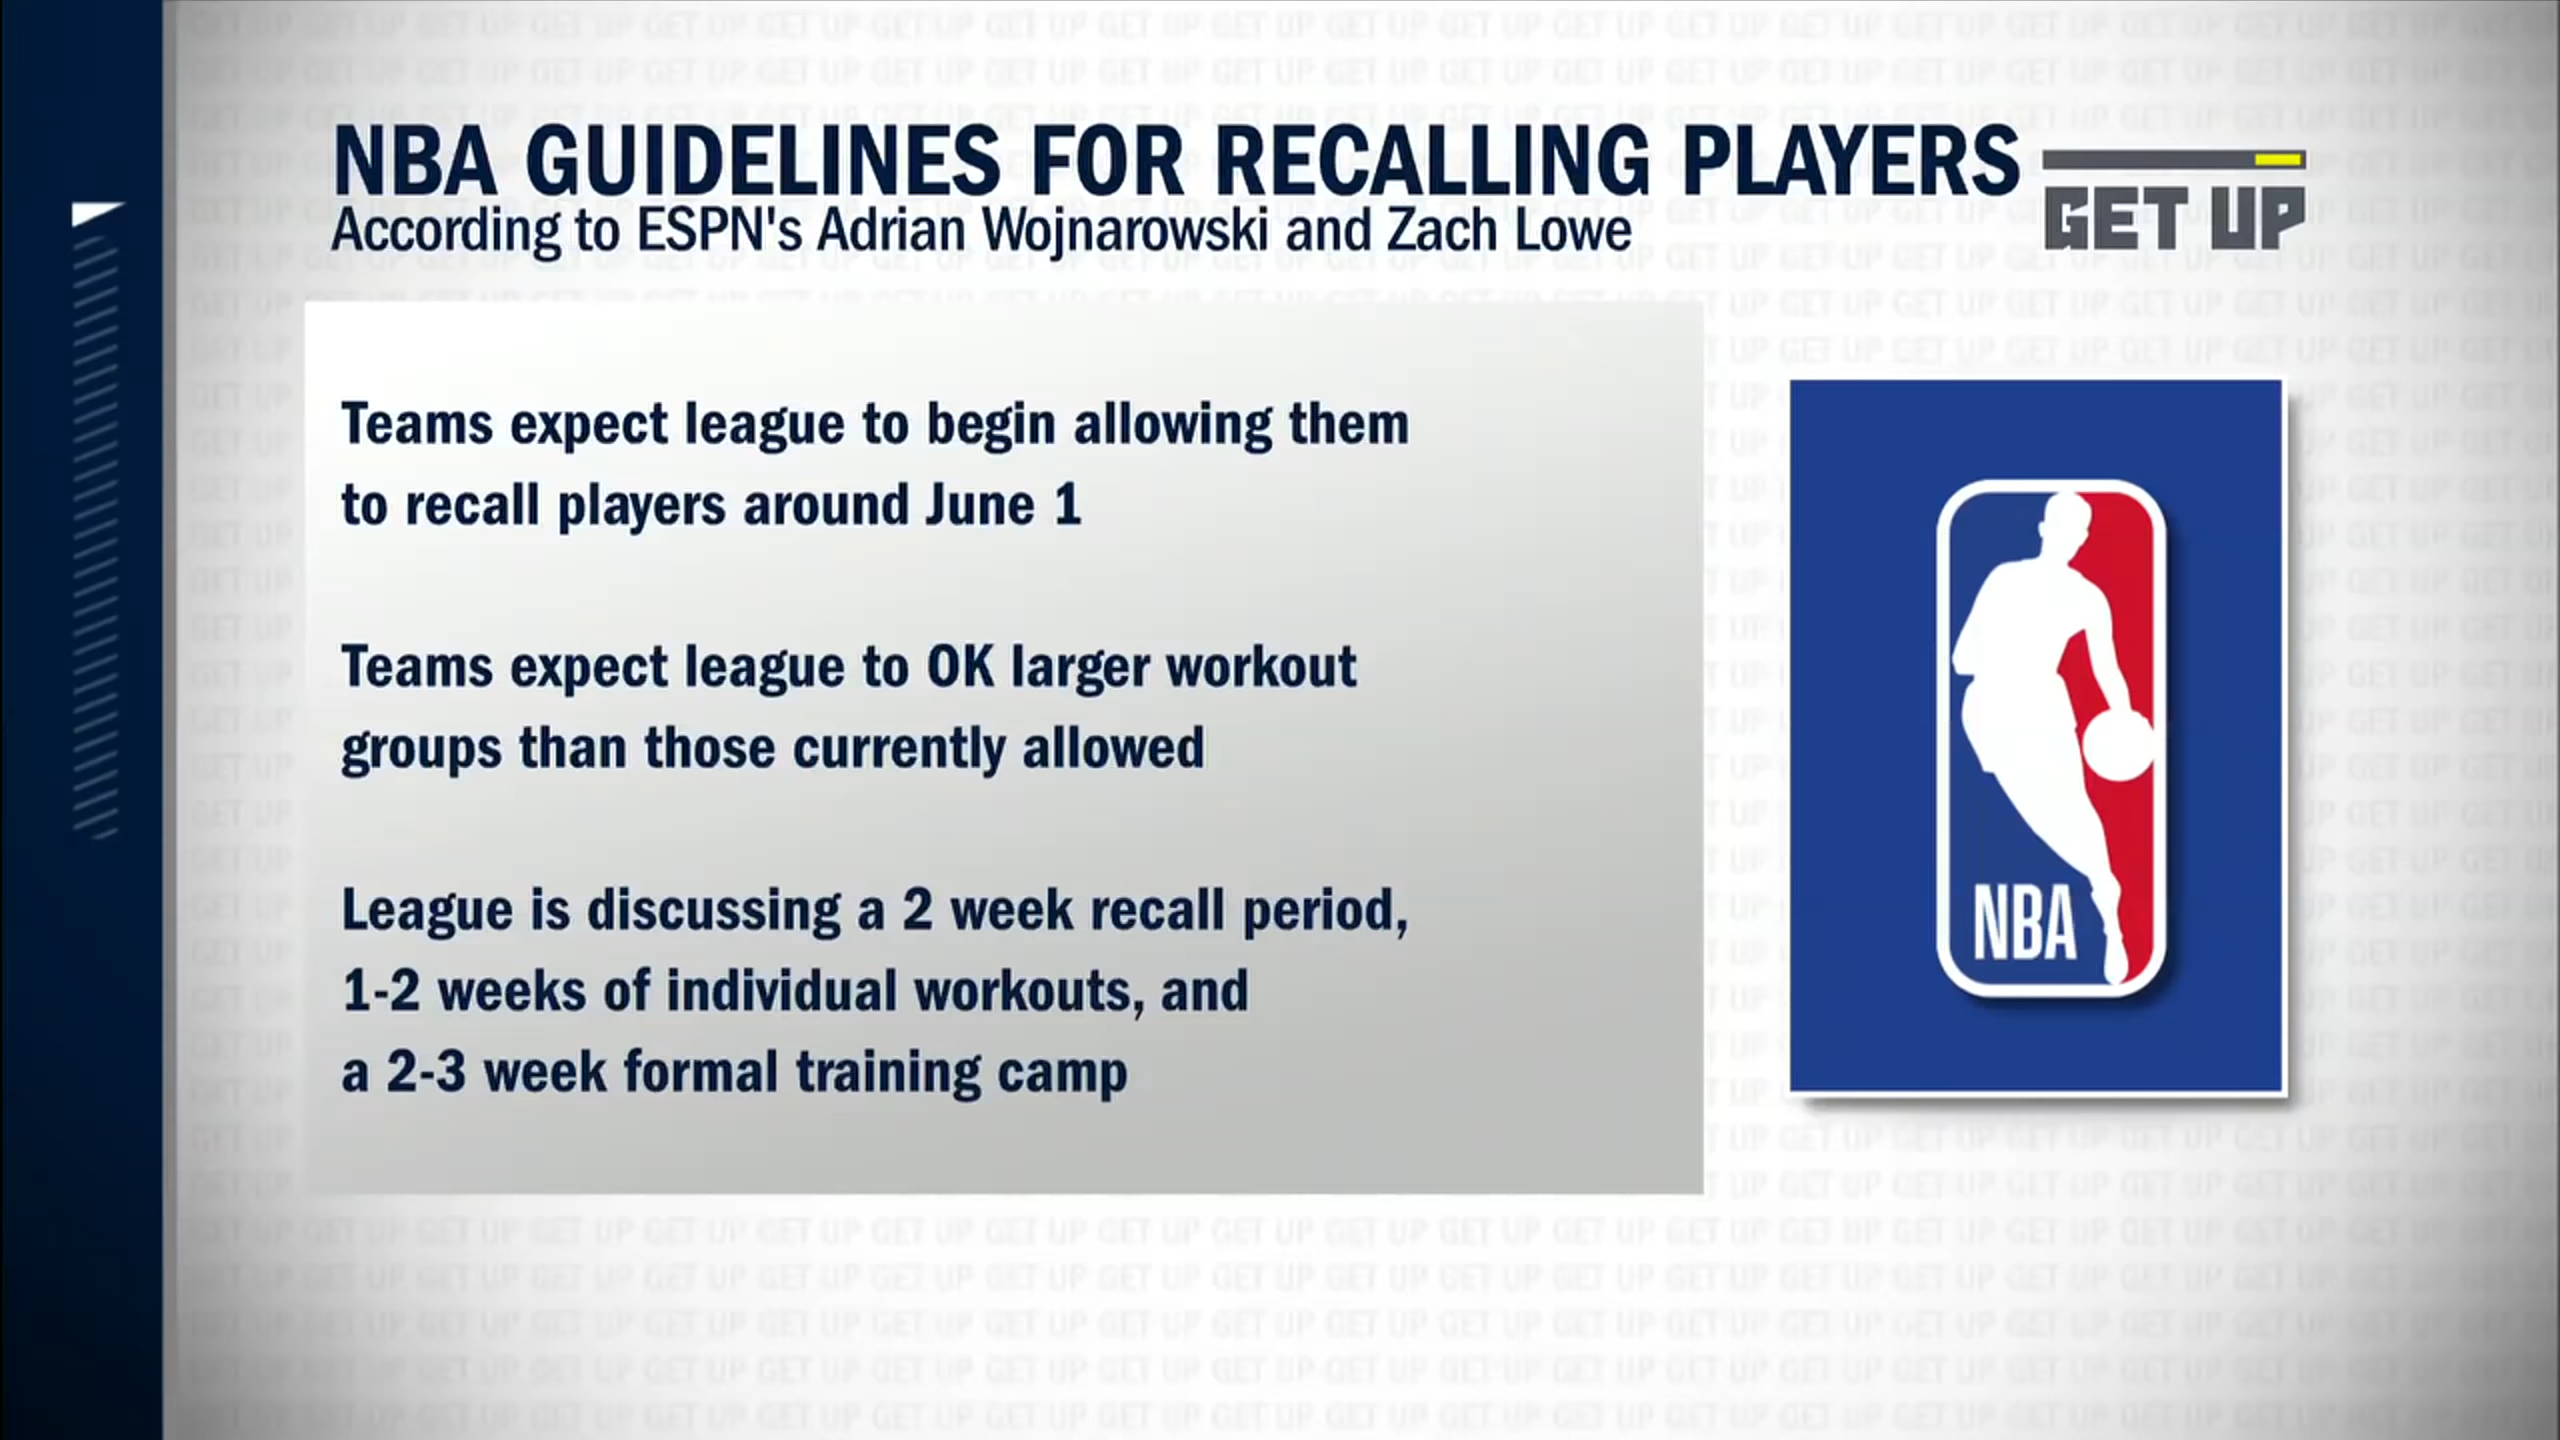 NBA GUIDELINES FOR RECALLING PLAYERS
GET UP
According to ESPN's Adrian Wojnarowski and Zach Lowe
Teams expect league to begin allowing them
to recall players around June 1
Teams expect league to OK larger workout
groups than those currently allowed
League is discussing a 2 week recall period,
1-2 weeks of individual workouts, and
a 2-3 week formal training camp
NBA